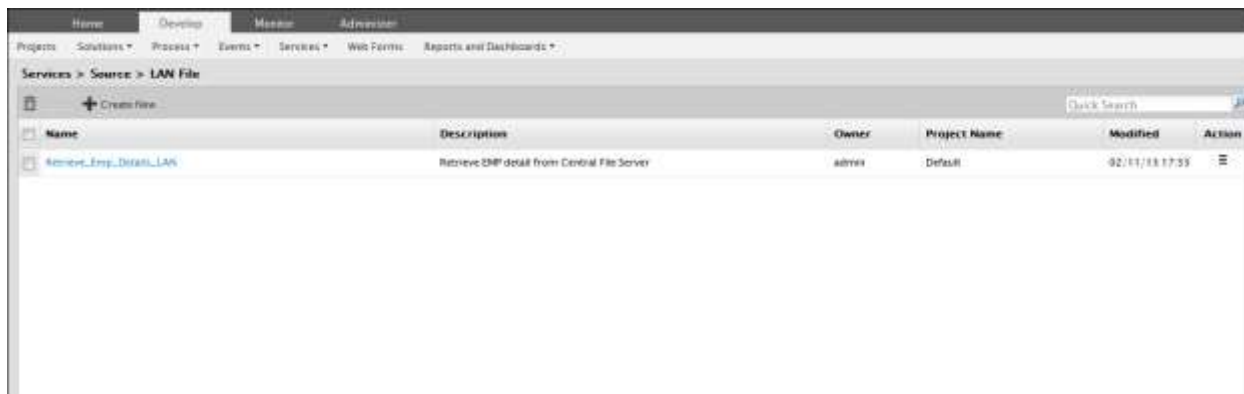 Home Develop Monitor Administer
Projects Solutions Process Events Services Web Forms Reports and Dashboards
Services > Source > LAN File
Create New Quick Search
Name Description Owner Project Name Modified Action
Retrieve_Emp_Details_LAN Retrieve EMP detail from Central File Server admin Default